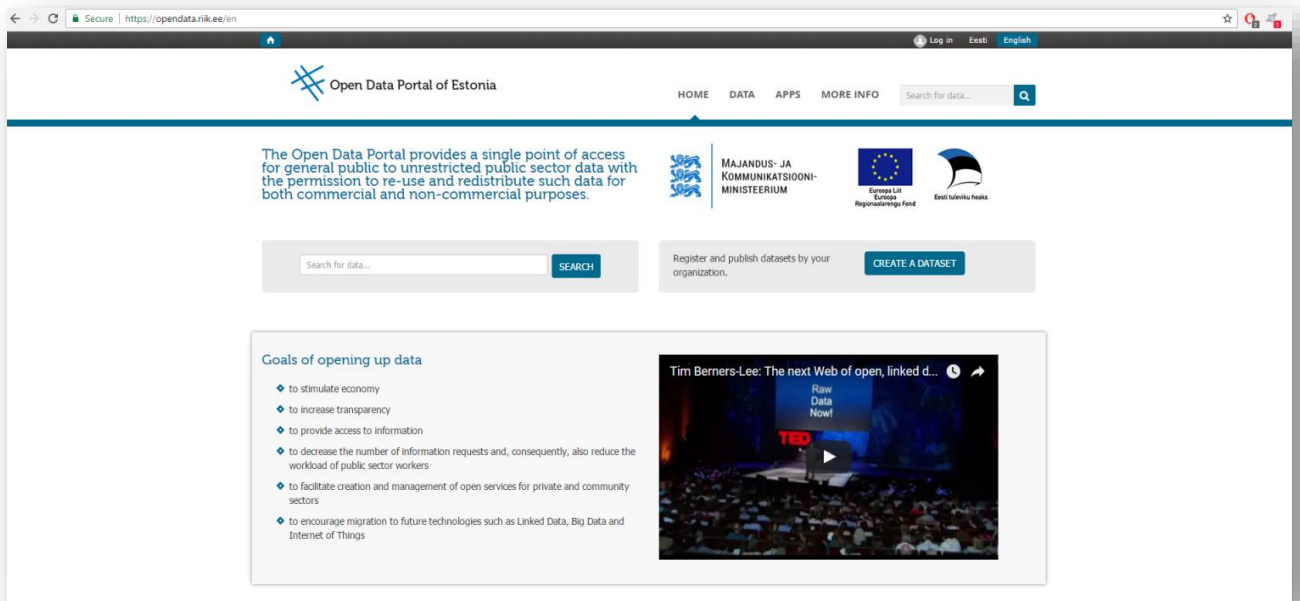 Secure | https://opendata.riik.ee/en
Log in Eesti English
Open Data Portal of Estonia
HOME DATA APPS MORE INFO Search for data...
The Open Data Portal provides a single point of access
for general public to unrestricted public sector data with
the permission to re-use and redistribute such data for
both commercial and non-commercial purposes.
MAJANDUS- JA
KOMMUNIKATSIOONI-
MINISTEERIUM
Euroopa Liit
Euroopa
Regionaalarengu Fond
Eesti tuleviku heaks
Search for data... SEARCH
Register and publish datasets by your
organization.
CREATE A DATASET
Goals of opening up data
to stimulate economy
to increase transparency
to provide access to information
to decrease the number of information requests and, consequently, also reduce the
workload of public sector workers
to facilitate creation and management of open services for private and community
sectors
to encourage migration to future technologies such as Linked Data, Big Data and
Internet of Things
Tim Berners-Lee: The next Web of open, linked d...
Raw
Data
Now!
TED